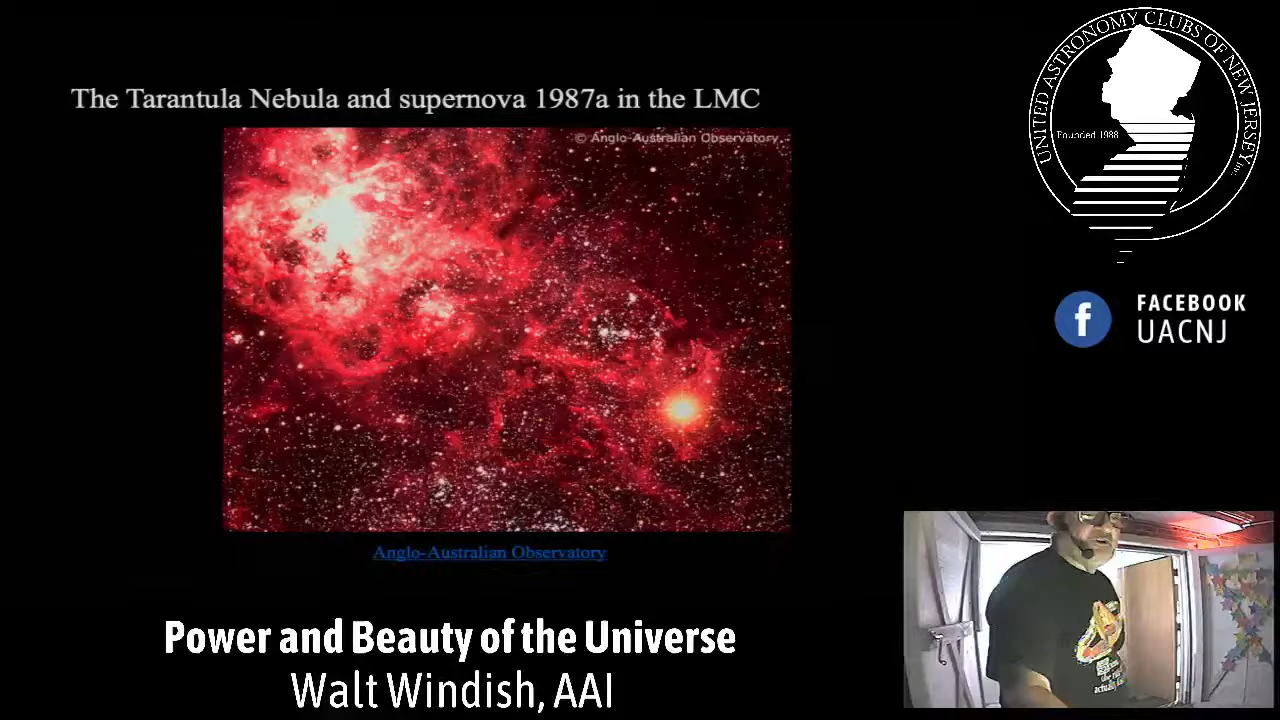 The Tarantula Nebula and supernova 1987a in the LMC
© Anglo-Australian Observatory
Anglo-Australian Observatory
Power and Beauty of the Universe
Walt Windish, AAI
UNITED ASTRONOMY CLUBS OF NEW JERSEY, Inc.
Founded 1988
f FACEBOOK
UACNJ